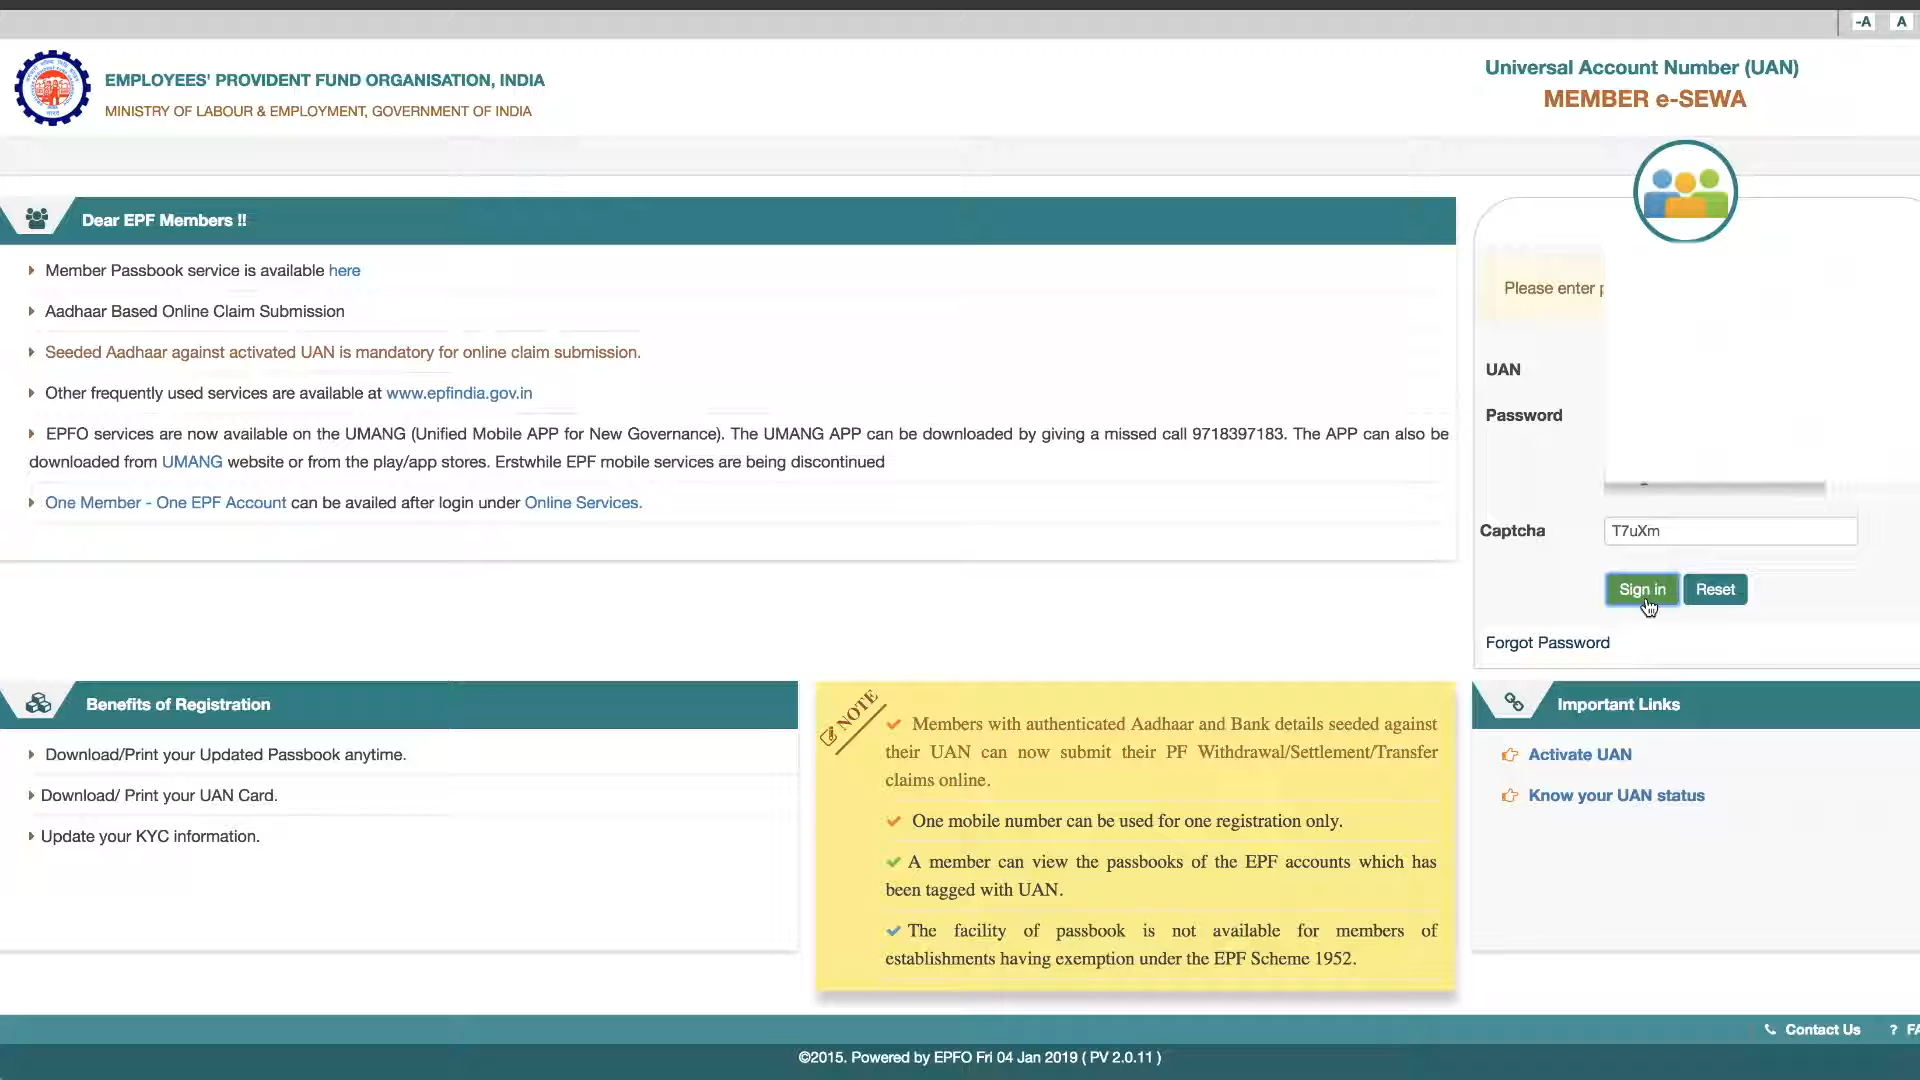 -A A
EMPLOYEES' PROVIDENT FUND ORGANISATION, INDIA
MINISTRY OF LABOUR & EMPLOYMENT, GOVERNMENT OF INDIA
Universal Account Number (UAN)
MEMBER e-SEWA
Dear EPF Members !!
Member Passbook service is available here
Aadhaar Based Online Claim Submission
Seeded Aadhaar against activated UAN is mandatory for online claim submission.
Other frequently used services are available at www.epfindia.gov.in
EPFO services are now available on the UMANG (Unified Mobile APP for New Governance). The UMANG APP can be downloaded by giving a missed call 9718397183. The APP can also be
downloaded from UMANG website or from the play/app stores. Erstwhile EPF mobile services are being discontinued
One Member - One EPF Account can be availed after login under Online Services.
Please enter
UAN
Password
Captcha
T7uXm
Sign in Reset
Forgot Password
Benefits of Registration
Download/Print your Updated Passbook anytime.
Download/ Print your UAN Card.
Update your KYC information.
NOTE
Members with authenticated Aadhaar and Bank details seeded against
their UAN can now submit their PF Withdrawal/Settlement/Transfer
claims online.
One mobile number can be used for one registration only.
A member can view the passbooks of the EPF accounts which has
been tagged with UAN.
The facility of passbook is not available for members of
establishments having exemption under the EPF Scheme 1952.
Important Links
Activate UAN
Know your UAN status
Contact Us ? FA
©2015. Powered by EPFO Fri 04 Jan 2019 ( PV 2.0.11 )